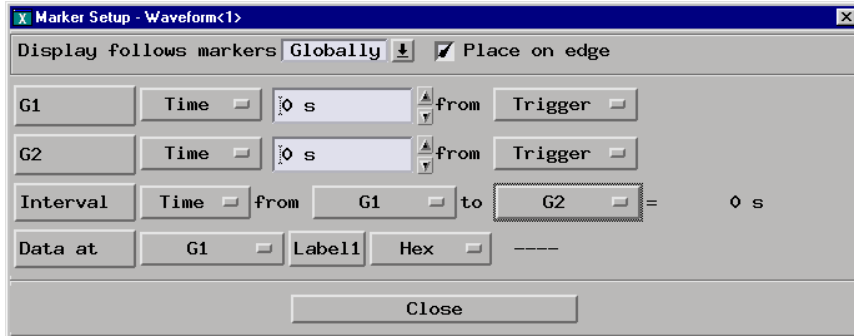 Marker Setup - Waveform<1>
Display follows markers Globally Place on edge
G1 Time 0 s from Trigger
G2 Time 0 s from Trigger
Interval Time from G1 to G2 = 0 s
Data at G1 Label1 Hex ----
Close